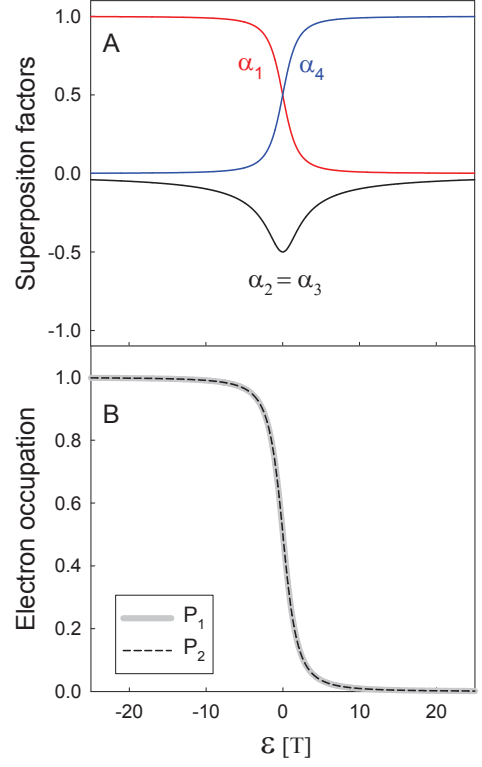 1.0
A
α1
α4
0.5
0.0
-0.5
α2 = α3
-1.0
Superpositon factors
1.0
B
0.8
0.6
0.4
P1
0.2
P2
0.0
Electron occupation
-20 -10 0 10 20
ε [T]